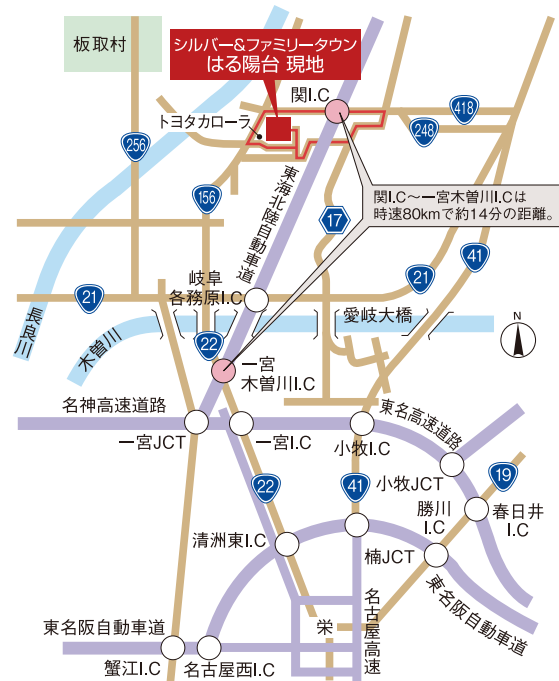 板取村
シルバー&ファミリータウン
はる陽台 現地
関I.C
トヨタカローラ
418
248
256
156
東海北陸自動車道
17
関I.C～一宮木曽川I.Cは
時速80kmで約14分の距離。
41
21
岐阜
各務原I.C
21
愛岐大橋
長良川
木曽川
22
N
一宮
木曽川I.C
名神高速道路
一宮JCT
一宮I.C
小牧I.C
東名高速道路
小牧JCT
19
22
41
勝川
I.C
春日井
I.C
清洲東I.C
楠JCT
東名阪自動車道
名古屋高速
栄
東名阪自動車道
蟹江I.C
名古屋西I.C